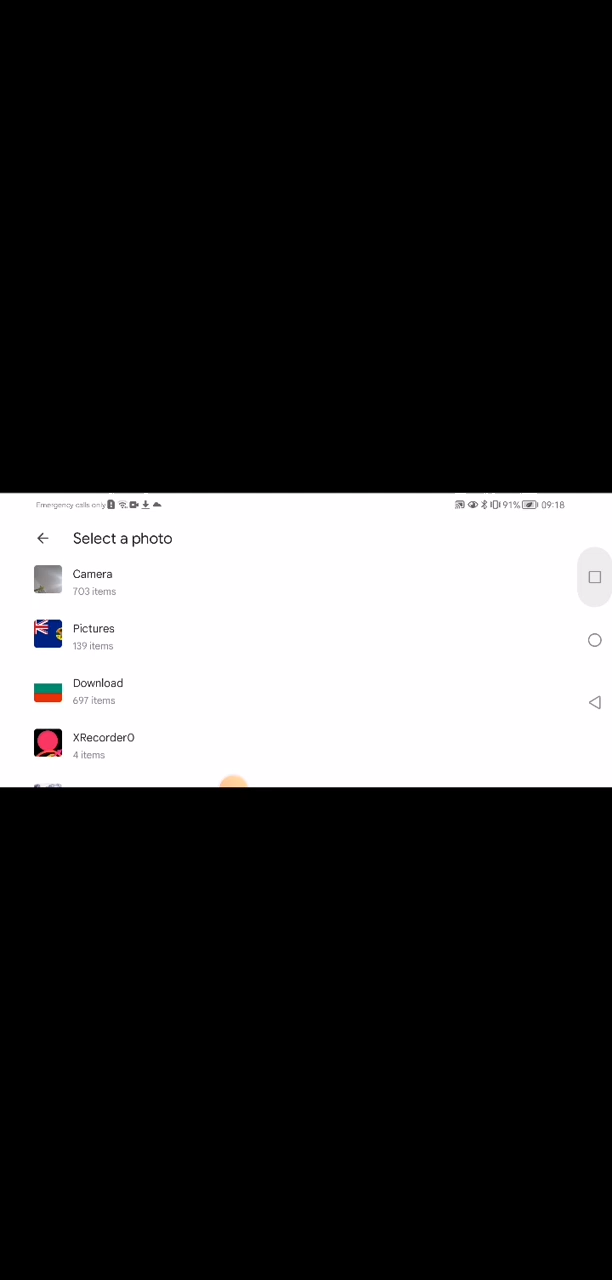 Emergency calls only 91% 09:18
Select a photo
Camera
703 items
Pictures
139 items
Download
697 items
XRecorder0
4 items